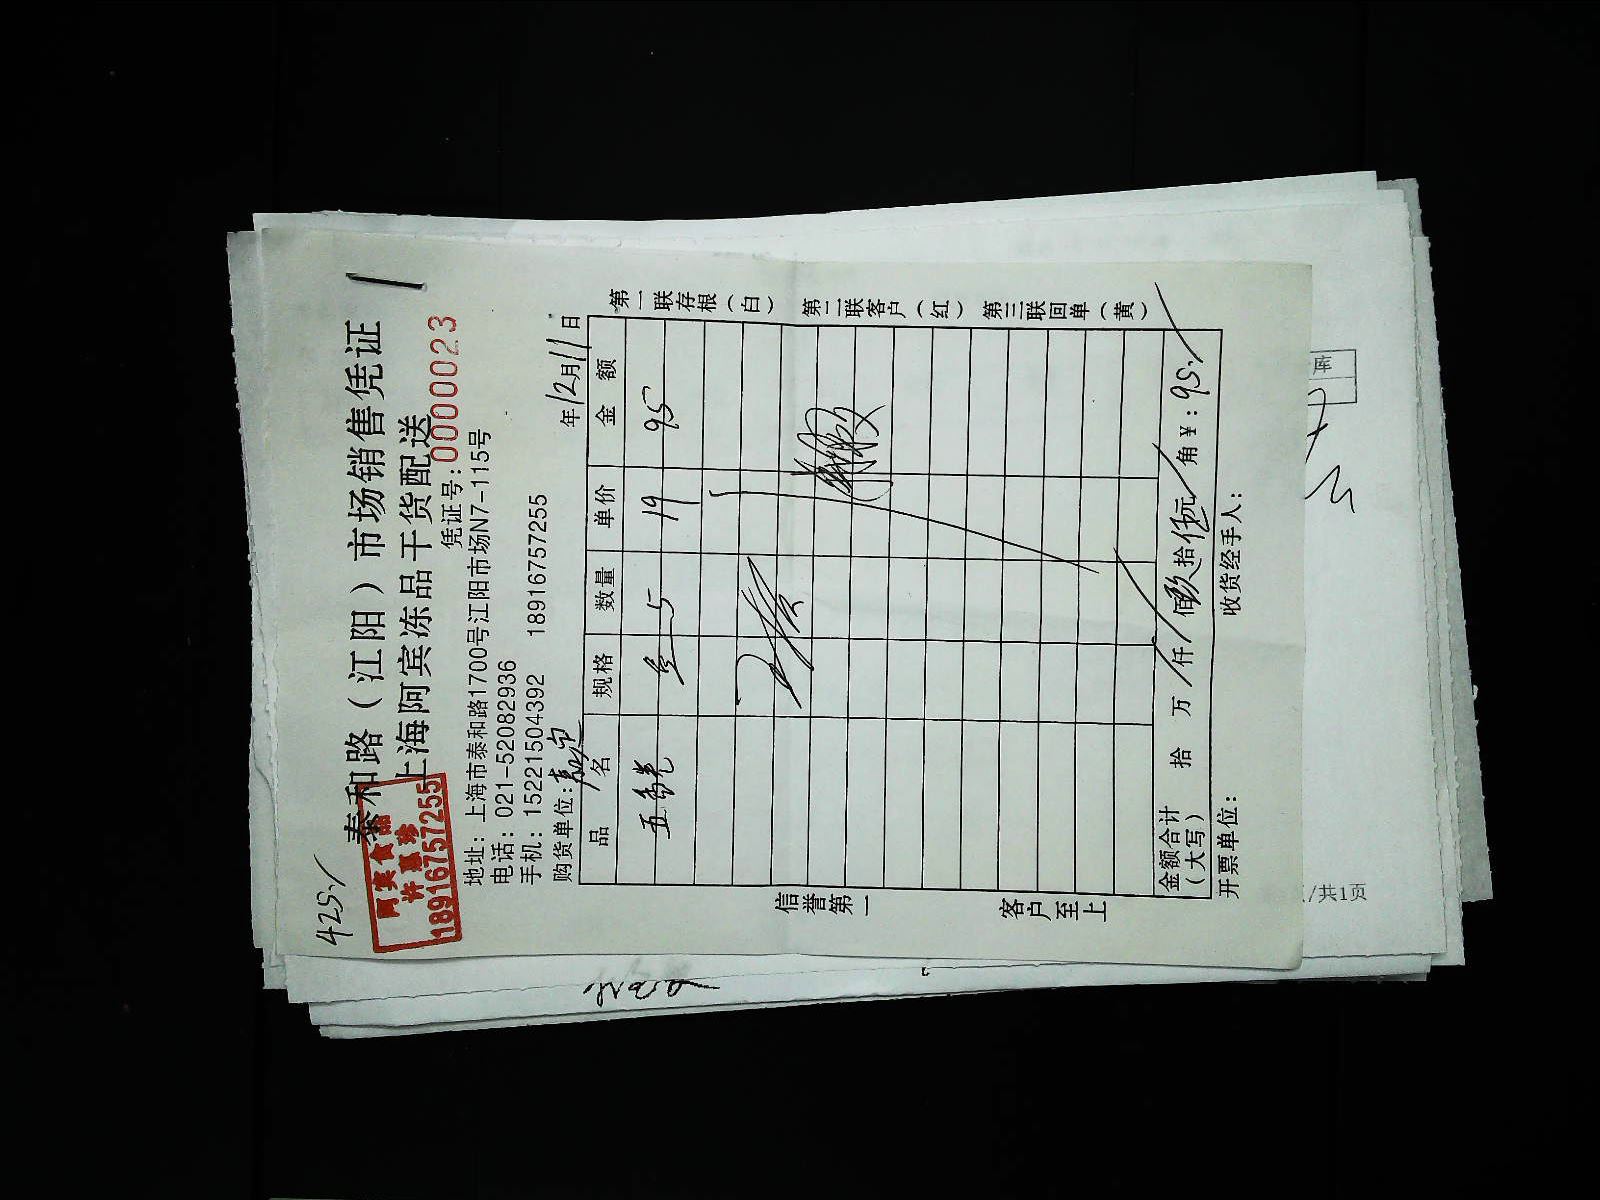 425.
泰和路（江阳）市场销售凭证
上海阿宾冻品干货配送
阿宾食品
许慕珍
18916757255
凭证号:0000023
地址: 上海市泰和路1700号江阳市场N7-115号
电话: 021-52082936
手机: 15221504392 18916757255
购货单位: 年12月11日
品 名 规格 数量 单价 金 额
五 5 19 95
金额合计（大写） 拾 万 仟 佰 玖拾 伍元 角 ¥: 95.
开票单位: 收货经手人:
信誉第一 客户至上
第一联存根（白） 第二联客户（红） 第三联回单（黄）
/共1页